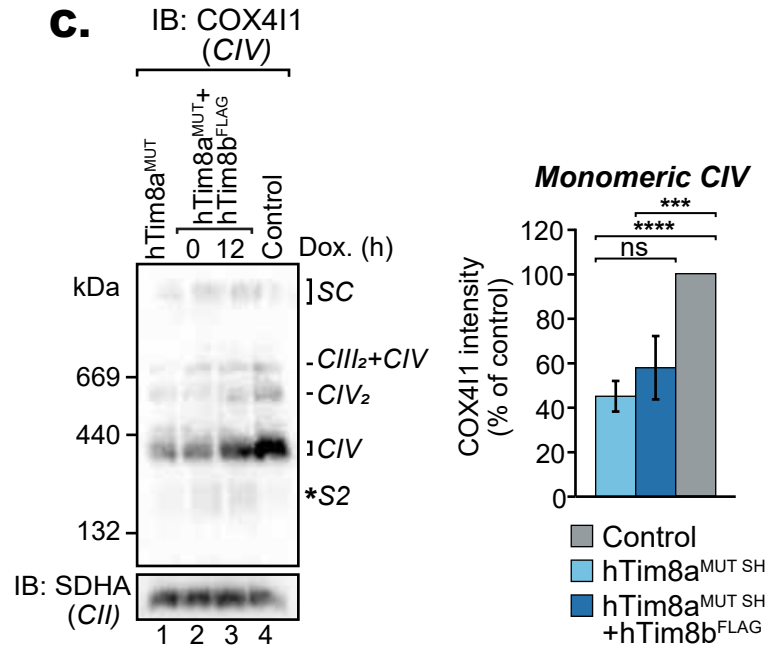 c.
IB: COX4I1
(CIV)
hTim8aMUT
hTim8aMUT+
hTim8bFLAG
Control
0 12 Dox. (h)
kDa
669
440
132
SC
CIII₂+CIV
CIV₂
CIV
*S2
IB: SDHA
(CII)
1 2 3 4
Monomeric CIV
***
****
ns
COX4I1 intensity
(% of control)
120
100
80
60
40
20
0
Control
hTim8aMUT SH
hTim8aMUT SH
+hTim8bFLAG